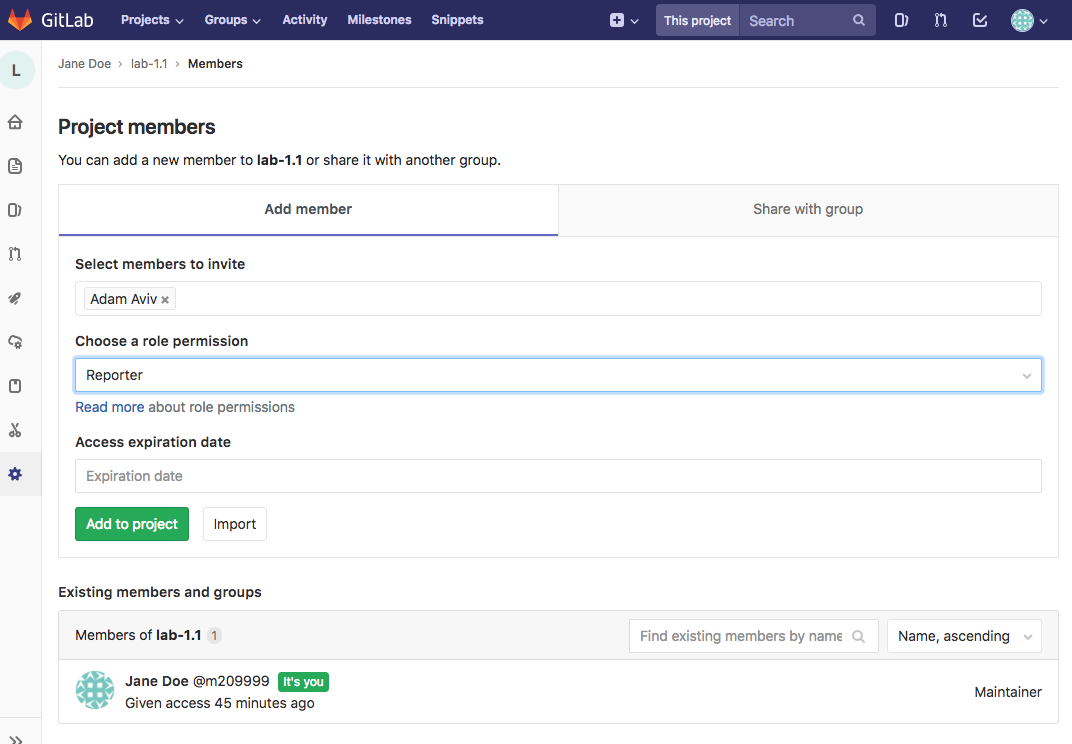 GitLab Projects Groups Activity Milestones Snippets This project Search
L
Jane Doe › lab-1.1 › Members
Project members
You can add a new member to lab-1.1 or share it with another group.
Add member Share with group
Select members to invite
Adam Aviv ×
Choose a role permission
Reporter
Read more about role permissions
Access expiration date
Expiration date
Add to project Import
Existing members and groups
Members of lab-1.1 1 Find existing members by name Name, ascending
Jane Doe @m209999 It's you
Given access 45 minutes ago
Maintainer